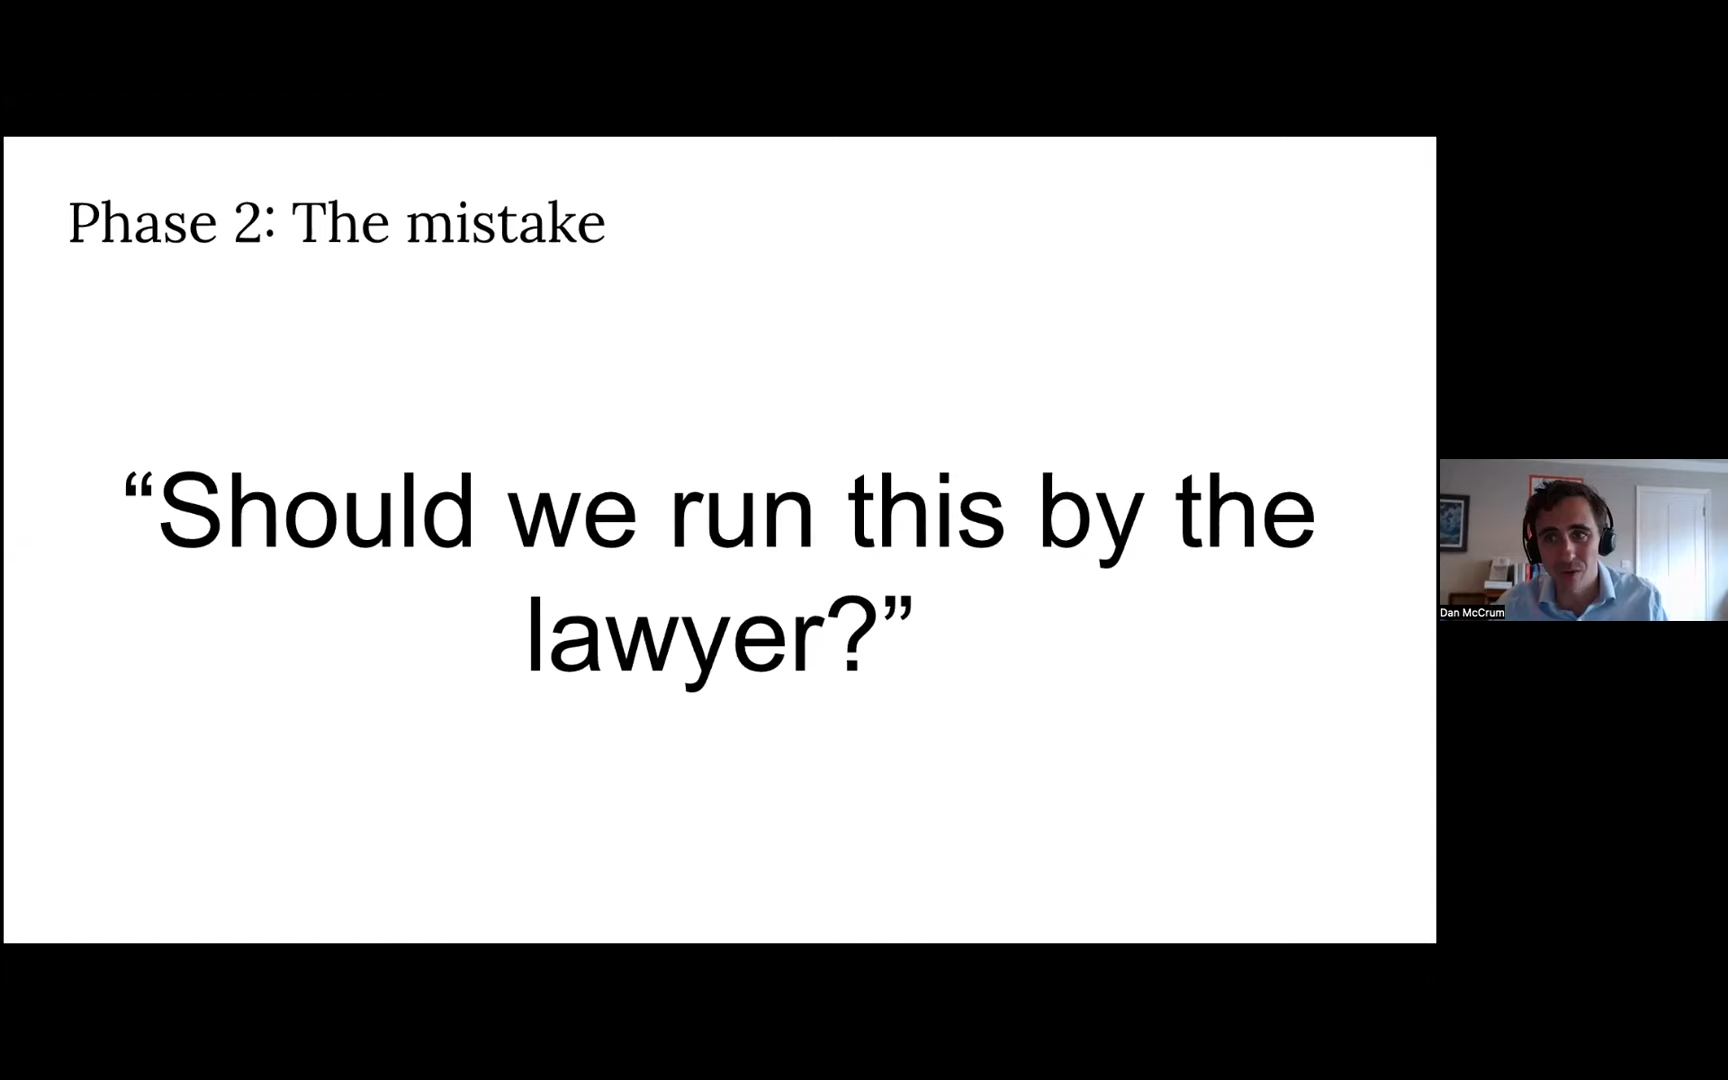 Phase 2: The mistake
“Should we run this by the
lawyer?”
Dan McCrum